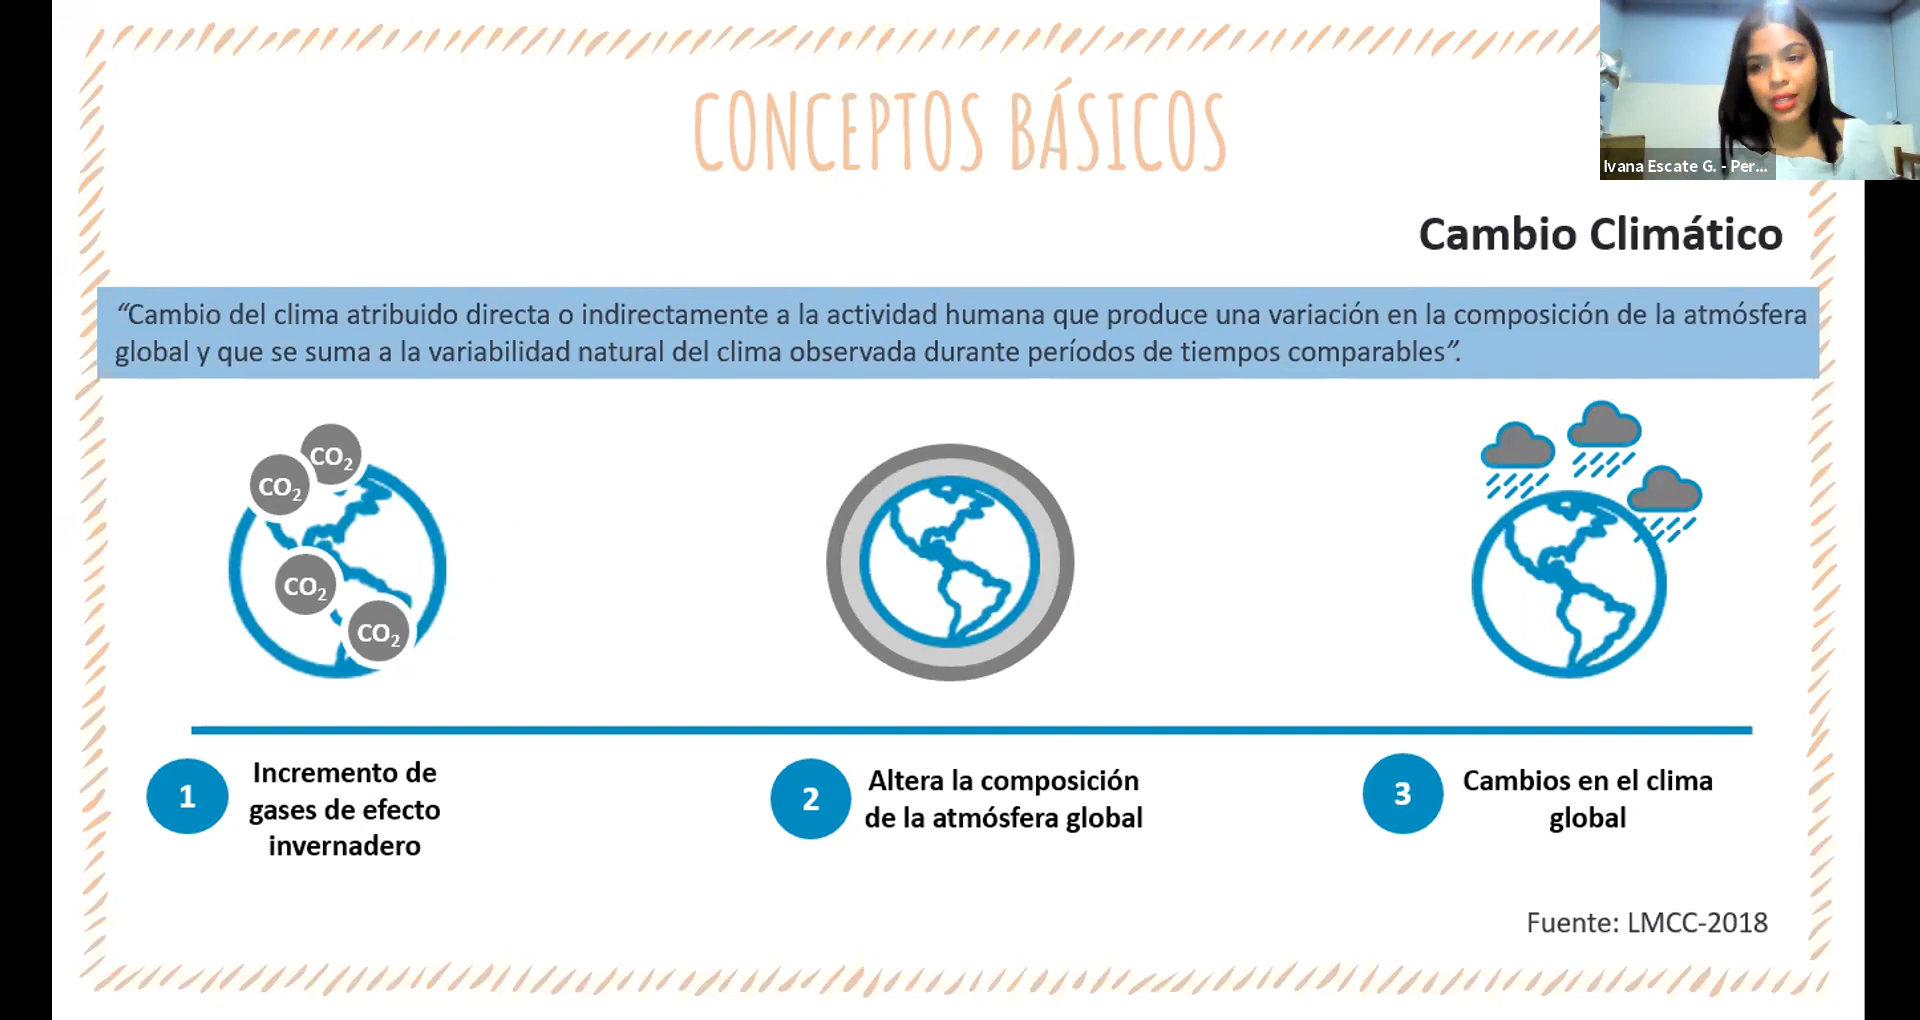 CONCEPTOS BÁSICOS
Ivana Escate G. - Per...
Cambio Climático
“Cambio del clima atribuido directa o indirectamente a la actividad humana que produce una variación en la composición de la atmósfera
global y que se suma a la variabilidad natural del clima observada durante períodos de tiempos comparables”.
CO₂
CO₂
CO₂
CO₂
1
Incremento de
gases de efecto
invernadero
2
Altera la composición
de la atmósfera global
3
Cambios en el clima
global
Fuente: LMCC-2018